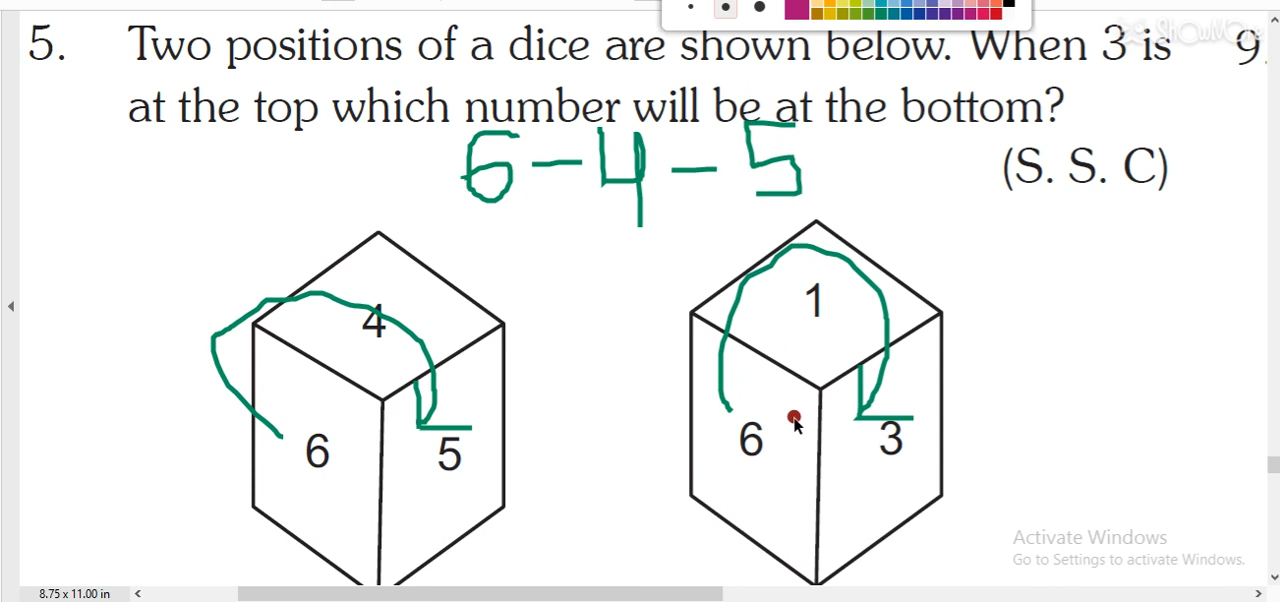 5. Two positions of a dice are shown below. When 3 is 9.
at the top which number will be at the bottom?
6-4-5
(S. S. C)
4
6 5
1
6 3
Activate Windows
Go to Settings to activate Windows.
8.75 x 11.00 in
ShowMore